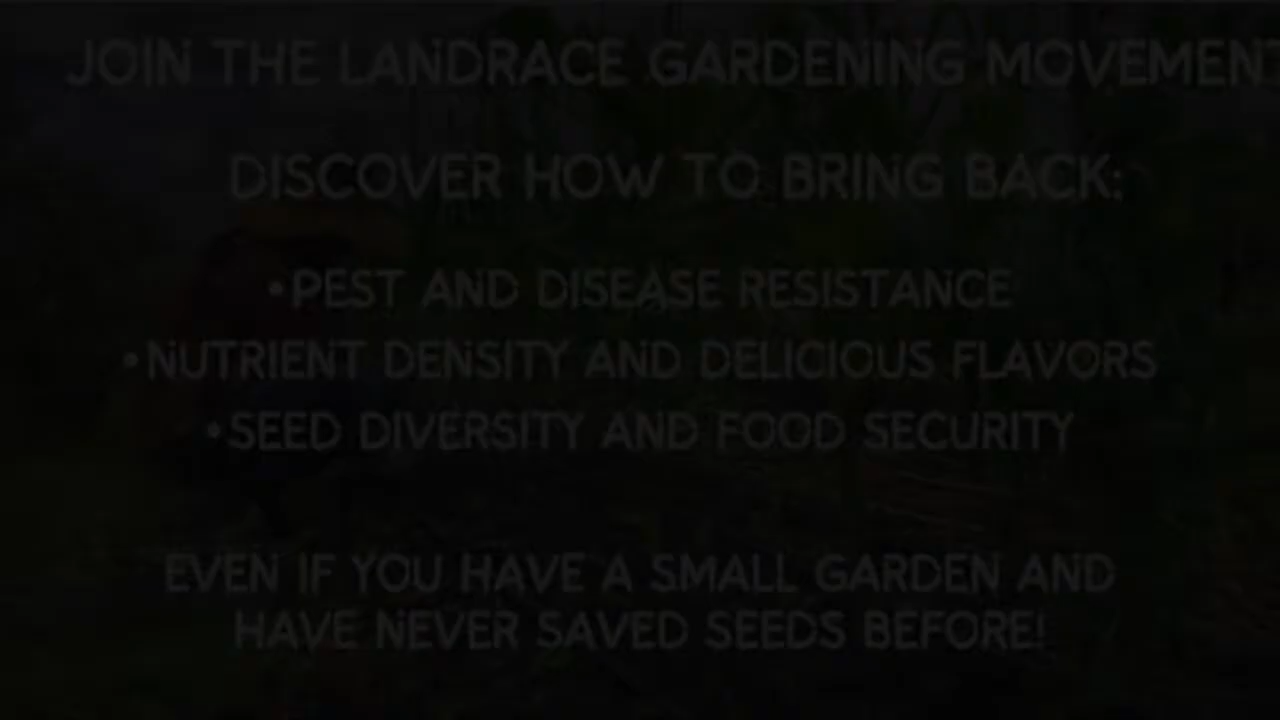 JOIN THE LANDRACE GARDENING MOVEMENT
DISCOVER HOW TO BRING BACK:
•PEST AND DISEASE RESISTANCE
•NUTRIENT DENSITY AND DELICIOUS FLAVORS
•SEED DIVERSITY AND FOOD SECURITY
EVEN IF YOU HAVE A SMALL GARDEN AND
HAVE NEVER SAVED SEEDS BEFORE!